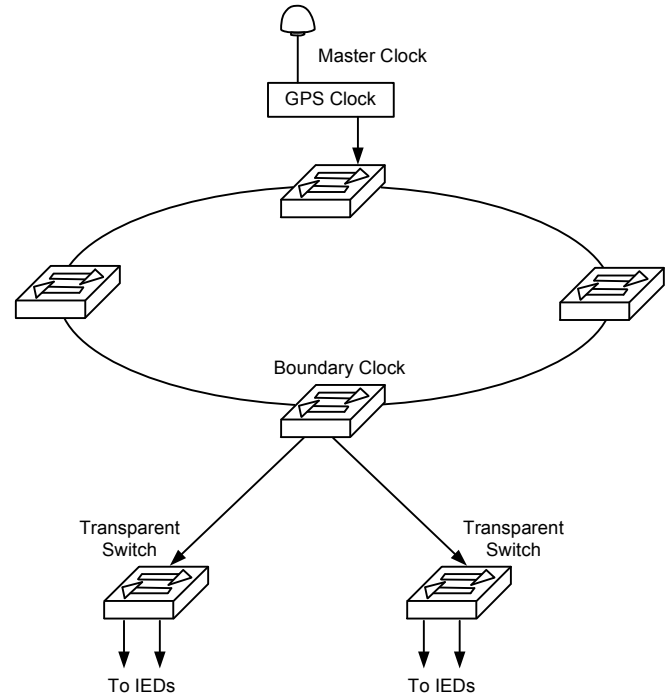 Master Clock
GPS Clock
Boundary Clock
Transparent
Switch
Transparent
Switch
To IEDs
To IEDs